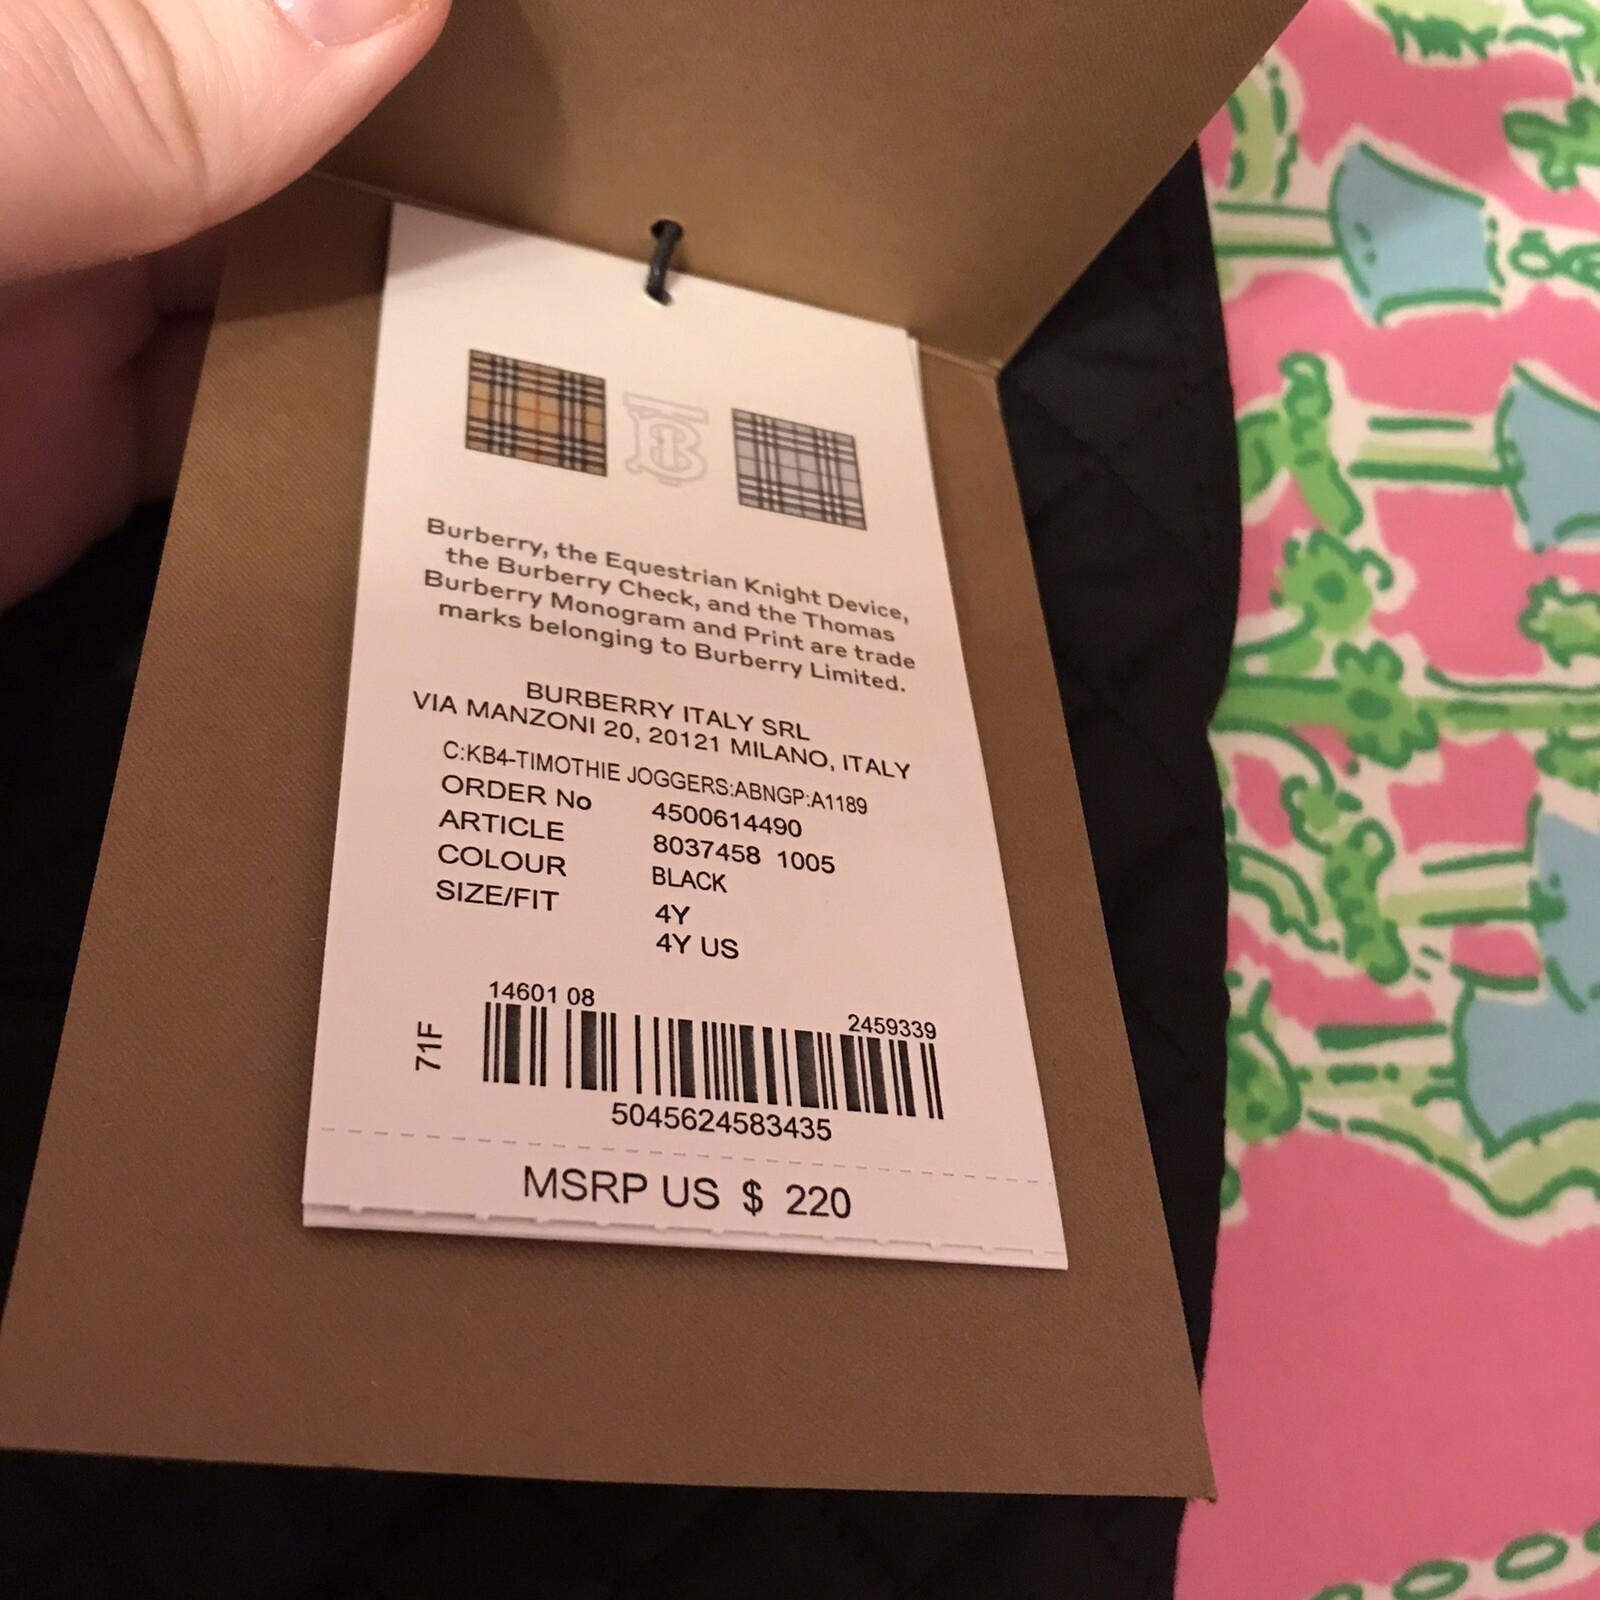 Burberry, the Equestrian Knight Device,
the Burberry Check, and the Thomas
Burberry Monogram and Print are trade
marks belonging to Burberry Limited.
BURBERRY ITALY SRL
VIA MANZONI 20, 20121 MILANO, ITALY
C:KB4-TIMOTHIE JOGGERS:ABNGP:A1189
ORDER No 4500614490
ARTICLE 8037458 1005
COLOUR BLACK
SIZE/FIT 4Y
4Y US
14601 08 2459339
71F
5045624583435
MSRP US $ 220